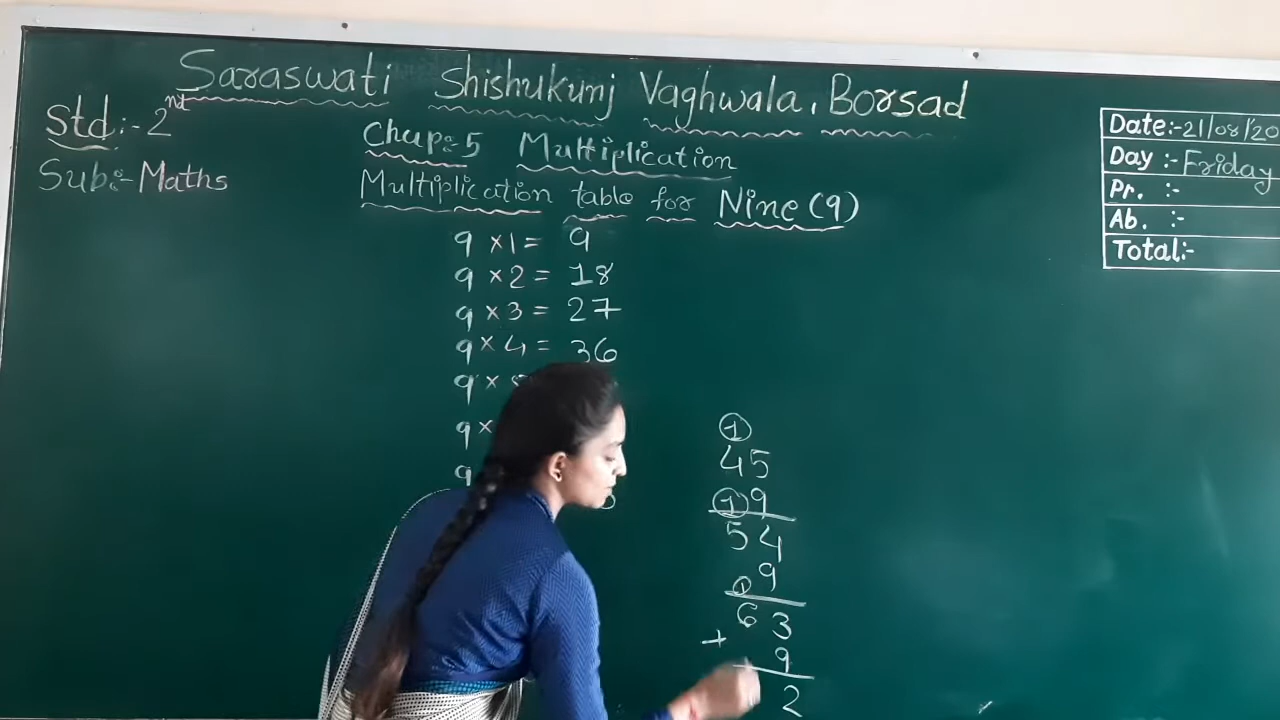 Saraswati Shishukunj Vaghwala, Borsad
Std:- 2nd
Sub:- Maths
Chap:-5 Multiplication
Multiplication table for Nine (9)
Date:-21/08/20
Day :-Friday
Pr. :-
Ab. :-
Total:-
9 ×1= 9
9 ×2 = 18
9 ×3 = 27
9 ×4 = 36
9 ×
9 ×
9
1
45
1 9
54
9
1
63
+ 9
2